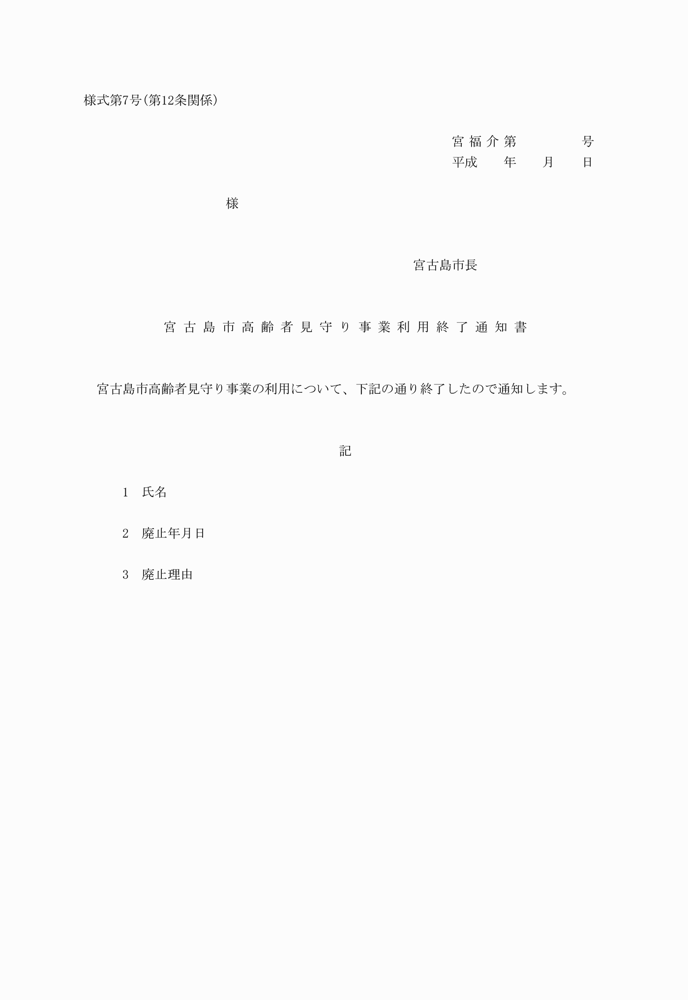 様式第7号(第12条関係)
宮福介第　　　　　号
平成　　年　　月　　日
様
宮古島市長
宮古島市高齢者見守り事業利用終了通知書
宮古島市高齢者見守り事業の利用について、下記の通り終了したので通知します。
記
1　氏名
2　廃止年月日
3　廃止理由